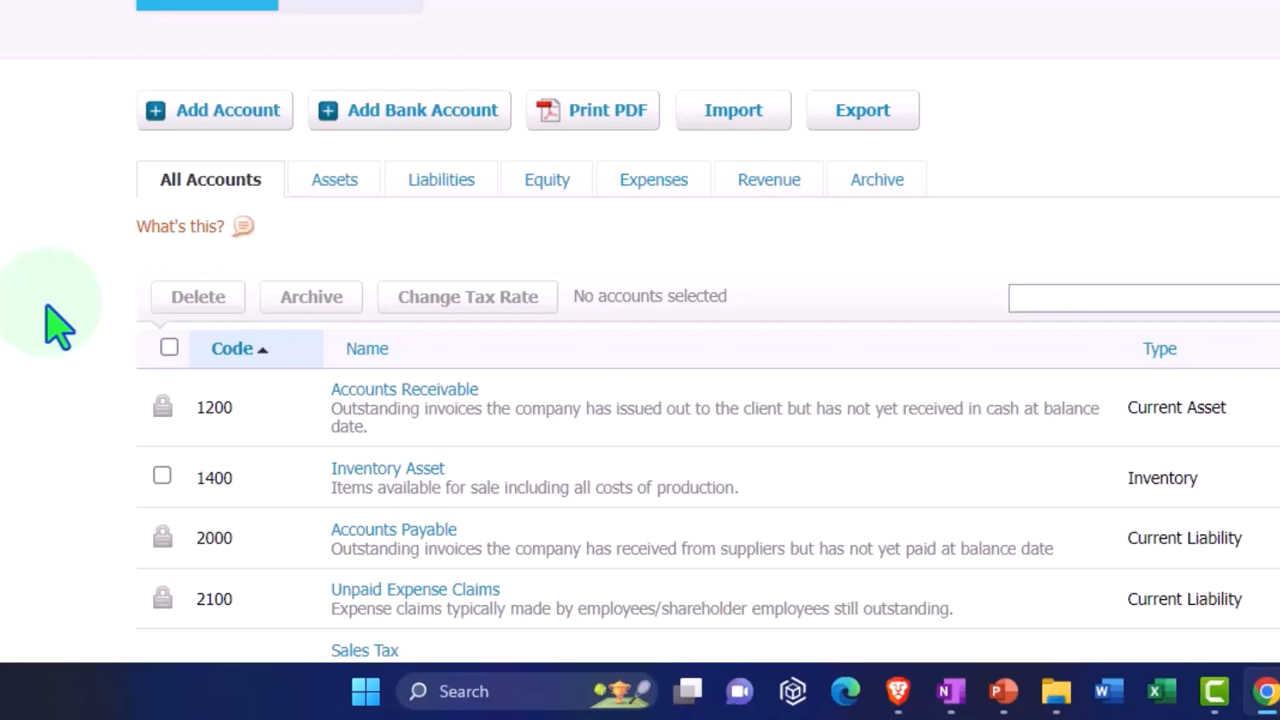 Add Account Add Bank Account Print PDF Import Export
All Accounts Assets Liabilities Equity Expenses Revenue Archive
What's this?
Delete Archive Change Tax Rate No accounts selected
Code Name Type
Accounts Receivable
1200 Outstanding invoices the company has issued out to the client but has not yet received in cash at balance Current Asset
date.
Inventory Asset
1400 Items available for sale including all costs of production. Inventory
Accounts Payable
2000 Outstanding invoices the company has received from suppliers but has not yet paid at balance date Current Liability
Unpaid Expense Claims
2100 Expense claims typically made by employees/shareholder employees still outstanding. Current Liability
Sales Tax
Search